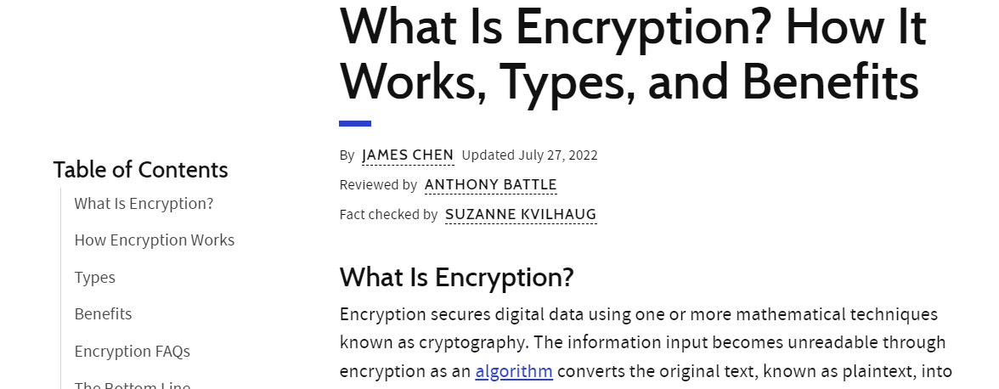 What Is Encryption? How It
Works, Types, and Benefits
By JAMES CHEN Updated July 27, 2022
Reviewed by ANTHONY BATTLE
Fact checked by SUZANNE KVILHAUG
Table of Contents
What Is Encryption?
How Encryption Works
Types
Benefits
Encryption FAQs
The Bottom Line
What Is Encryption?
Encryption secures digital data using one or more mathematical techniques
known as cryptography. The information input becomes unreadable through
encryption as an algorithm converts the original text, known as plaintext, into